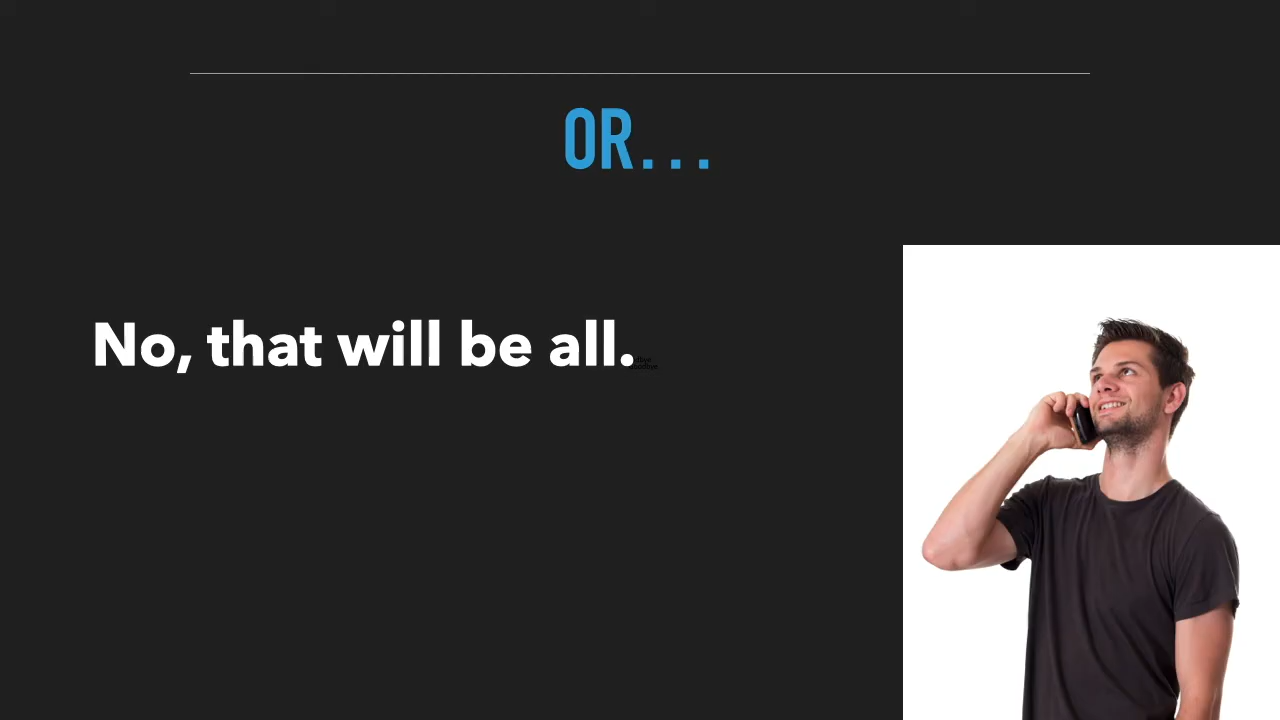 OR...
No, that will be all.